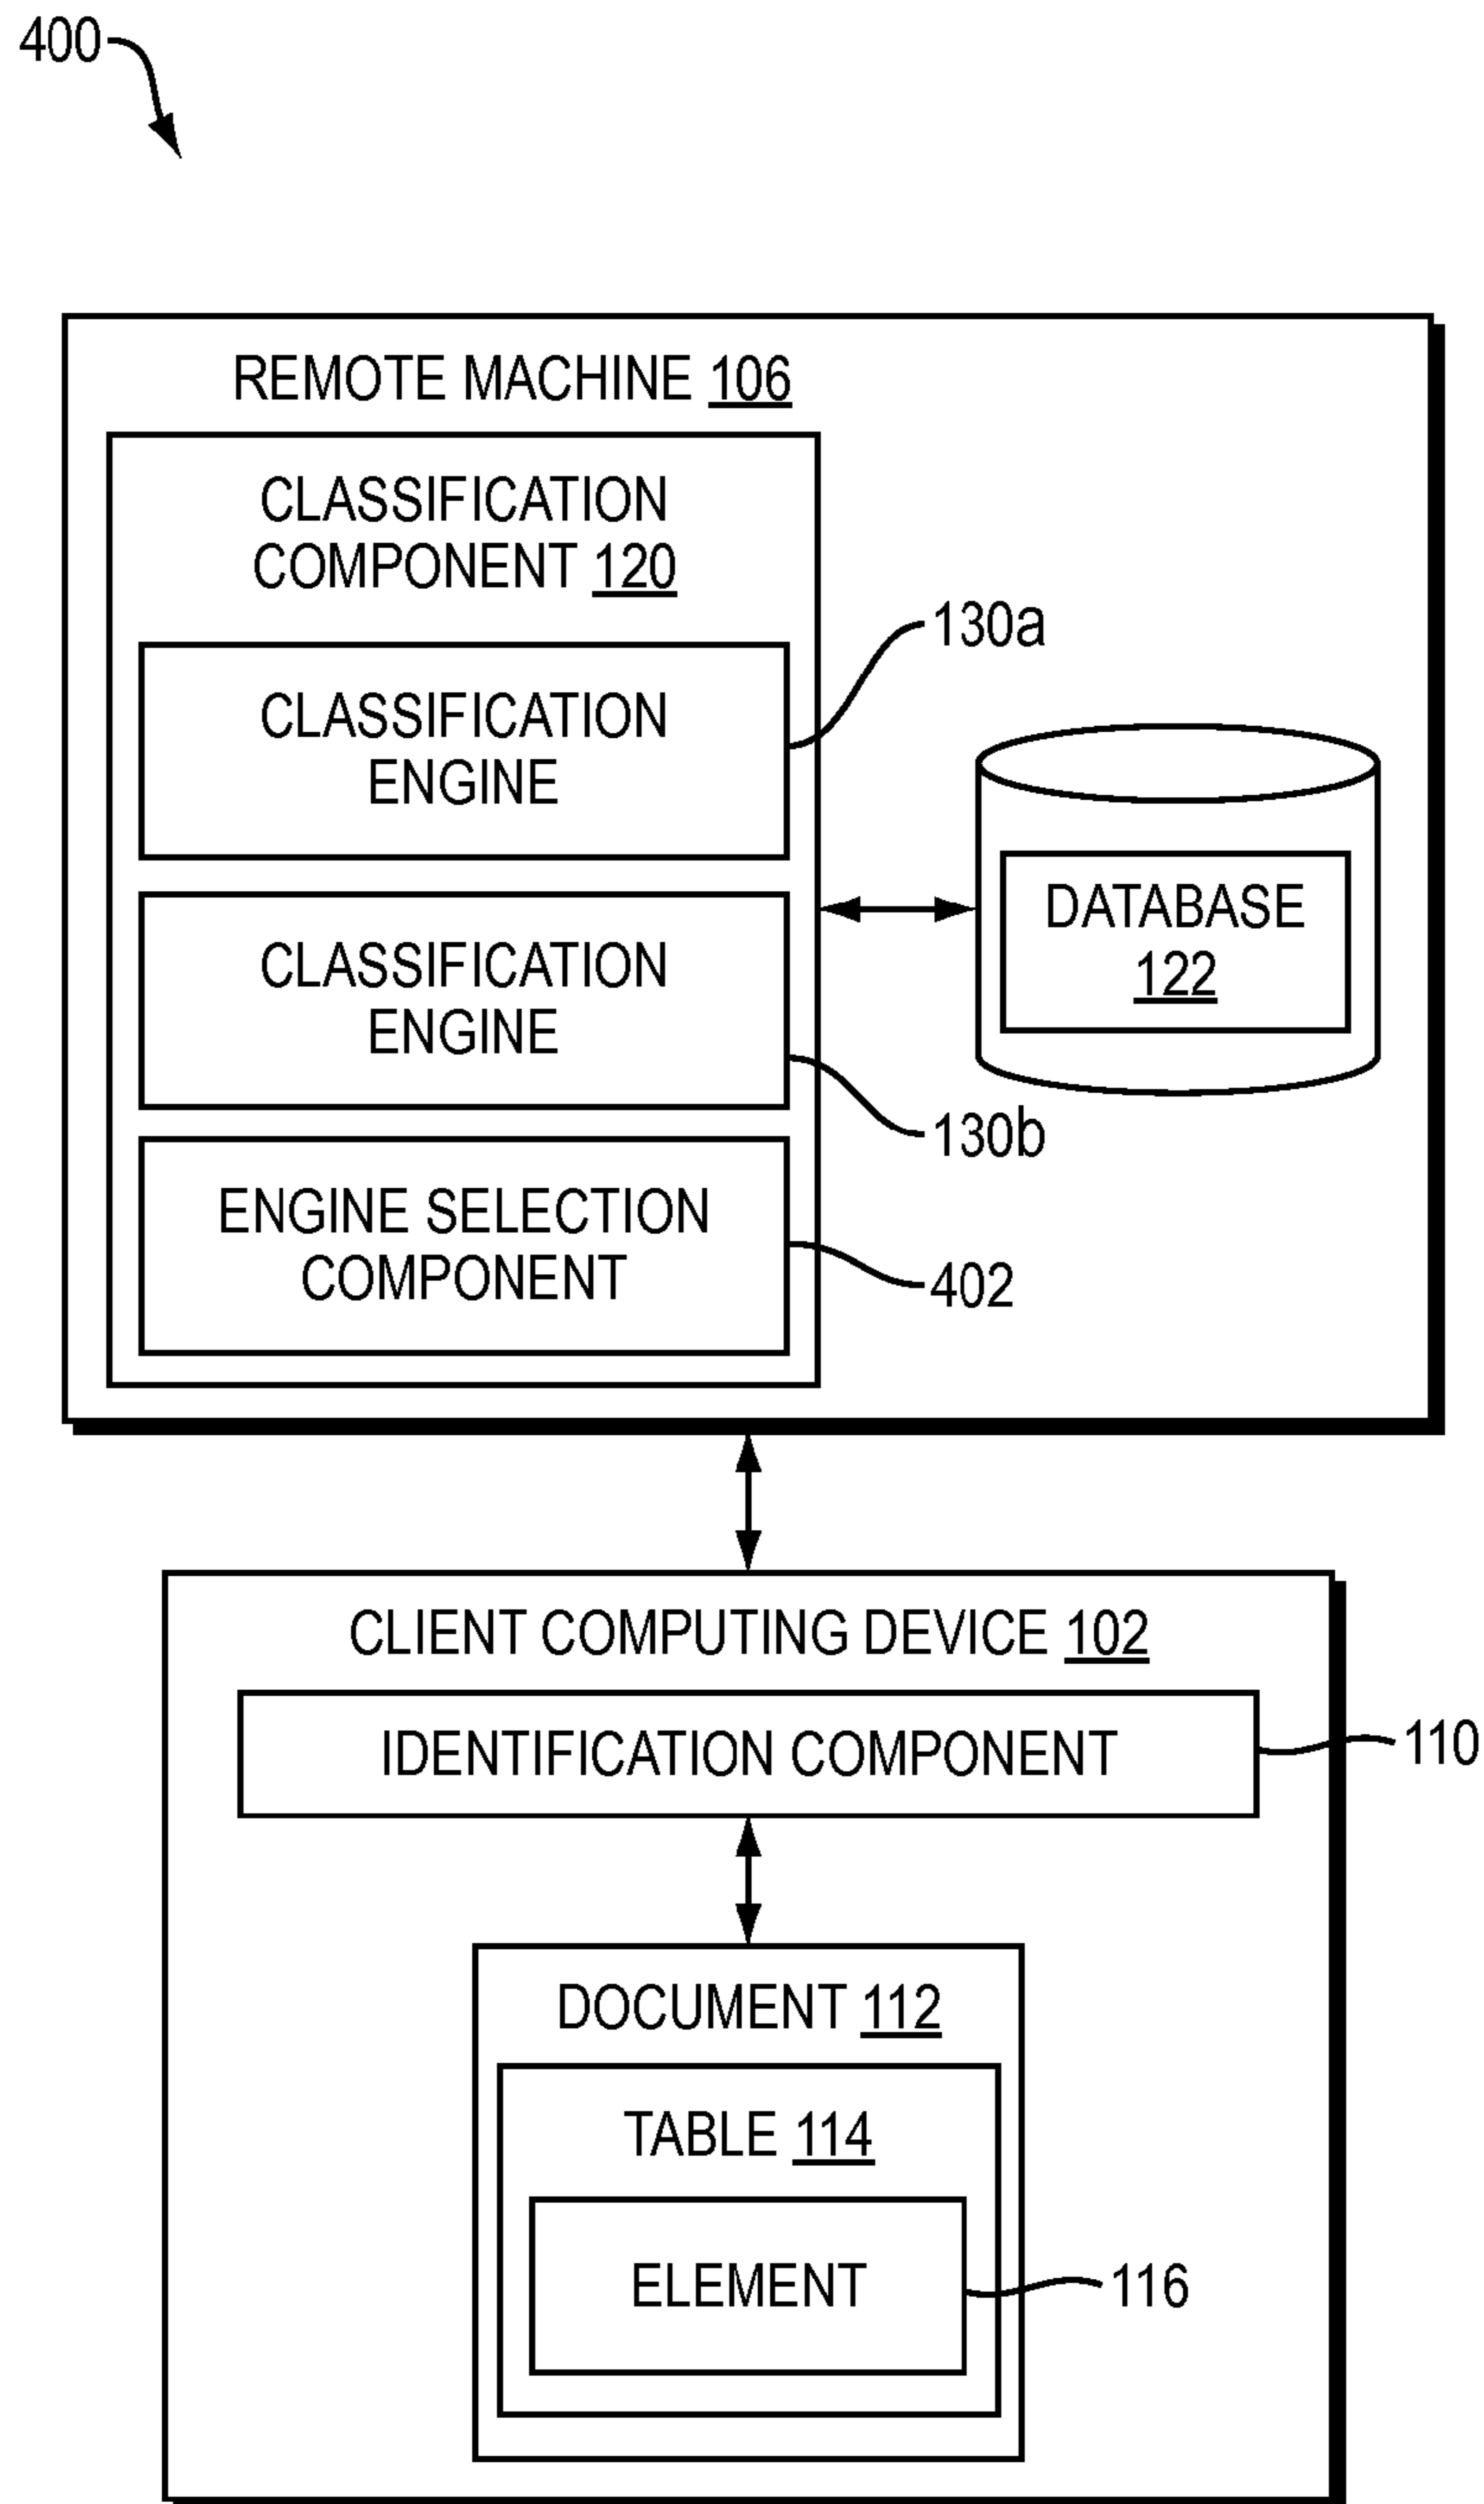 400
REMOTE MACHINE 106
CLASSIFICATION
COMPONENT 120
130a
CLASSIFICATION
ENGINE
DATABASE
122
CLASSIFICATION
ENGINE
130b
ENGINE SELECTION
COMPONENT
402
CLIENT COMPUTING DEVICE 102
IDENTIFICATION COMPONENT
110
DOCUMENT 112
TABLE 114
ELEMENT
116